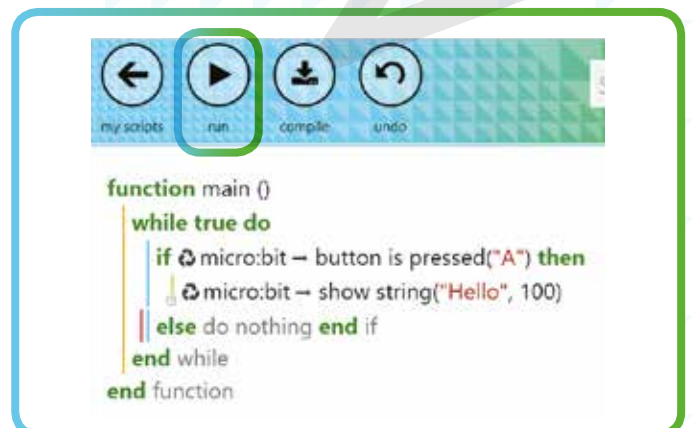 my scripts run compile undo
function main ()
while true do
if ♻ micro:bit → button is pressed("A") then
♻ micro:bit → show string("Hello", 100)
else do nothing end if
end while
end function